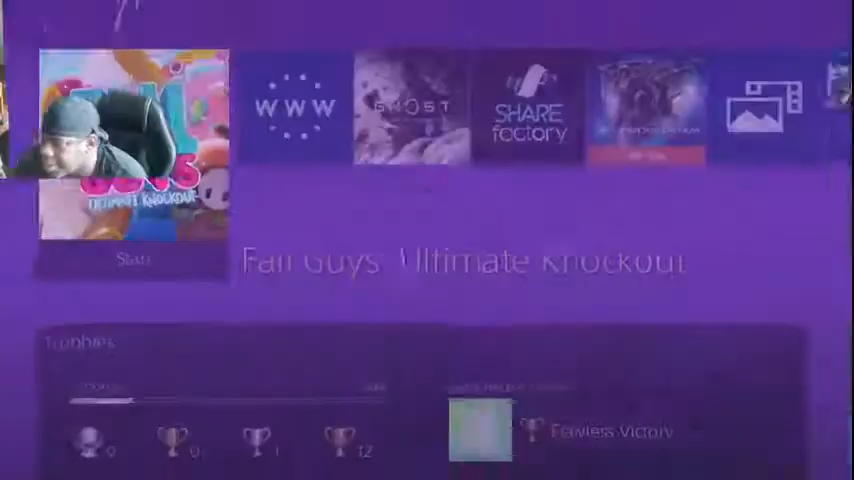 WWW
GHOST
SHARE
factory
ULTIMATE KNOCKOUT
Start
Fall Guys: Ultimate Knockout
Trophies
0
0
1
12
Flawless Victory